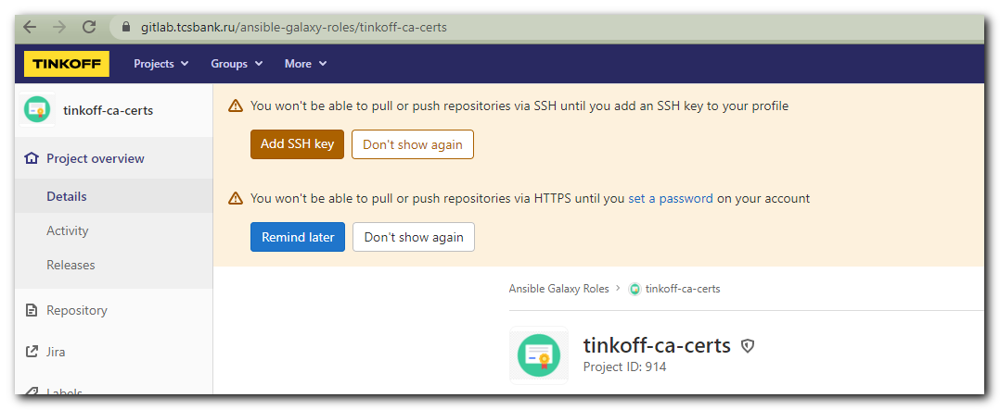 gitlab.tcsbank.ru/ansible-galaxy-roles/tinkoff-ca-certs
TINKOFF Projects Groups More
tinkoff-ca-certs
Project overview
Details
Activity
Releases
Repository
Jira
Labels
You won't be able to pull or push repositories via SSH until you add an SSH key to your profile
Add SSH key Don't show again
You won't be able to pull or push repositories via HTTPS until you set a password on your account
Remind later Don't show again
Ansible Galaxy Roles > tinkoff-ca-certs
tinkoff-ca-certs
Project ID: 914